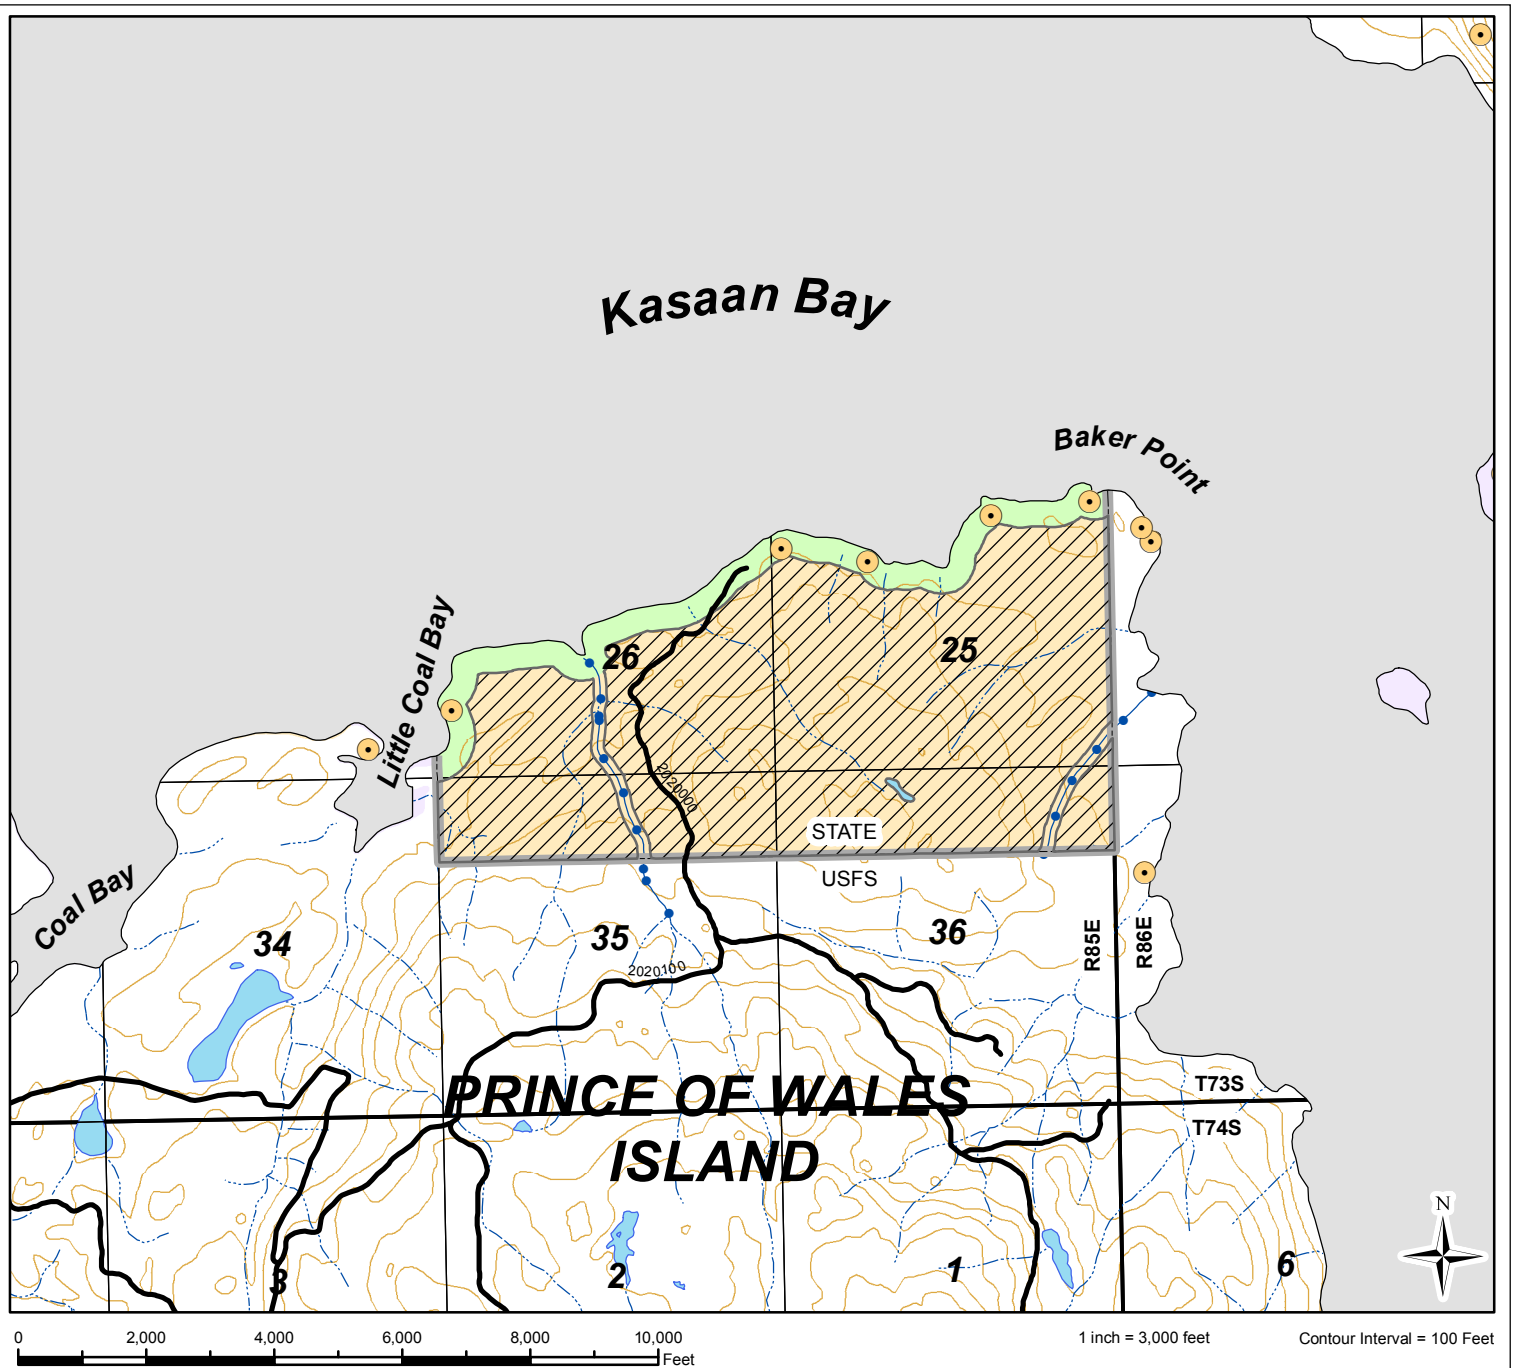 Kasaan Bay
Baker Point
Little Coal Bay
26
25
2020000
STATE
USFS
Coal Bay
34
35
36
R85E
R86E
2020100
PRINCE OF WALES
ISLAND
T73S
T74S
N
3
2
1
6
0 2,000 4,000 6,000 8,000 10,000
Feet
1 inch = 3,000 feet
Contour Interval = 100 Feet